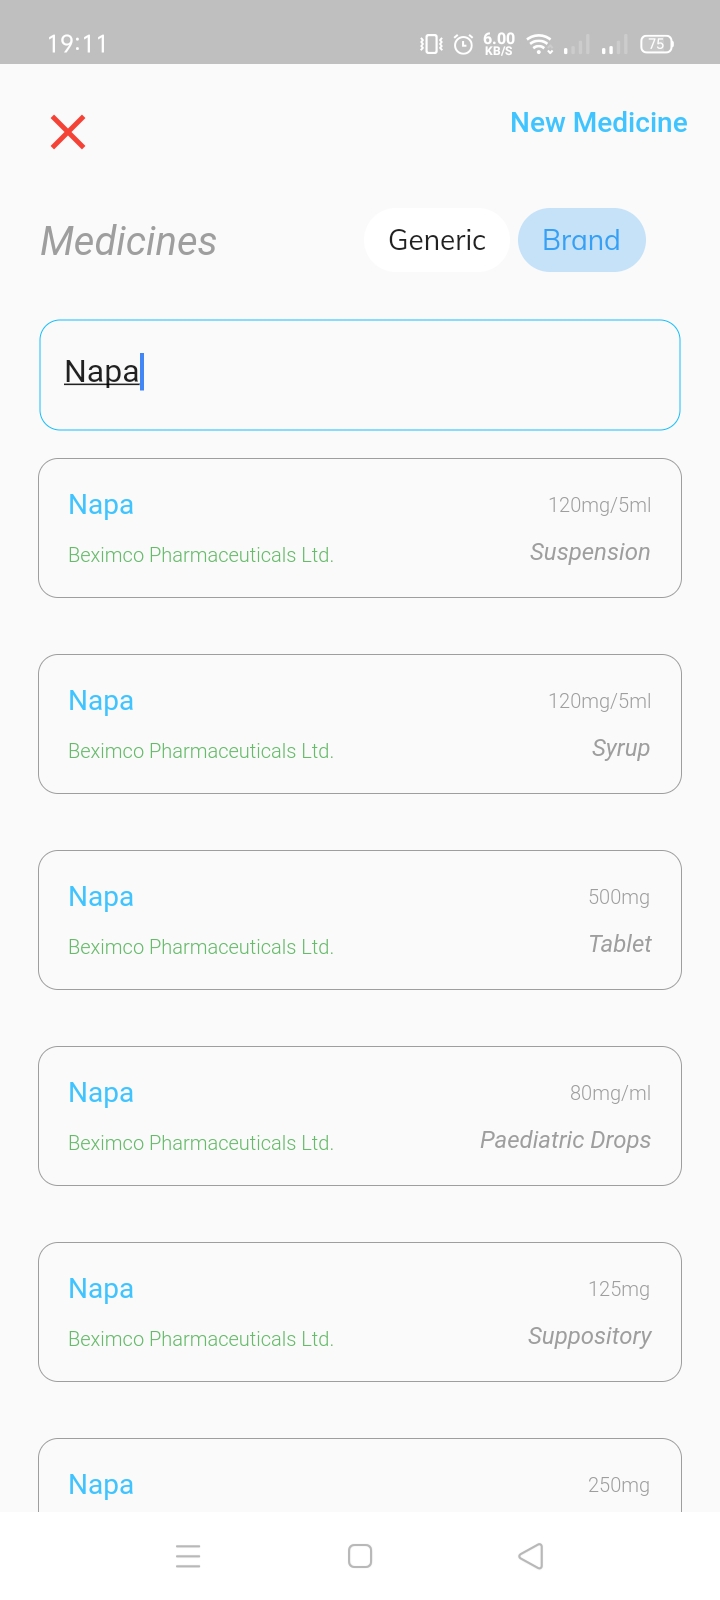 19:11
6.00
KB/S
75
New Medicine
Medicines
Generic
Brand
Napa
Napa
120mg/5ml
Beximco Pharmaceuticals Ltd.
Suspension
Napa
120mg/5ml
Beximco Pharmaceuticals Ltd.
Syrup
Napa
500mg
Beximco Pharmaceuticals Ltd.
Tablet
Napa
80mg/ml
Beximco Pharmaceuticals Ltd.
Paediatric Drops
Napa
125mg
Beximco Pharmaceuticals Ltd.
Suppository
Napa
250mg